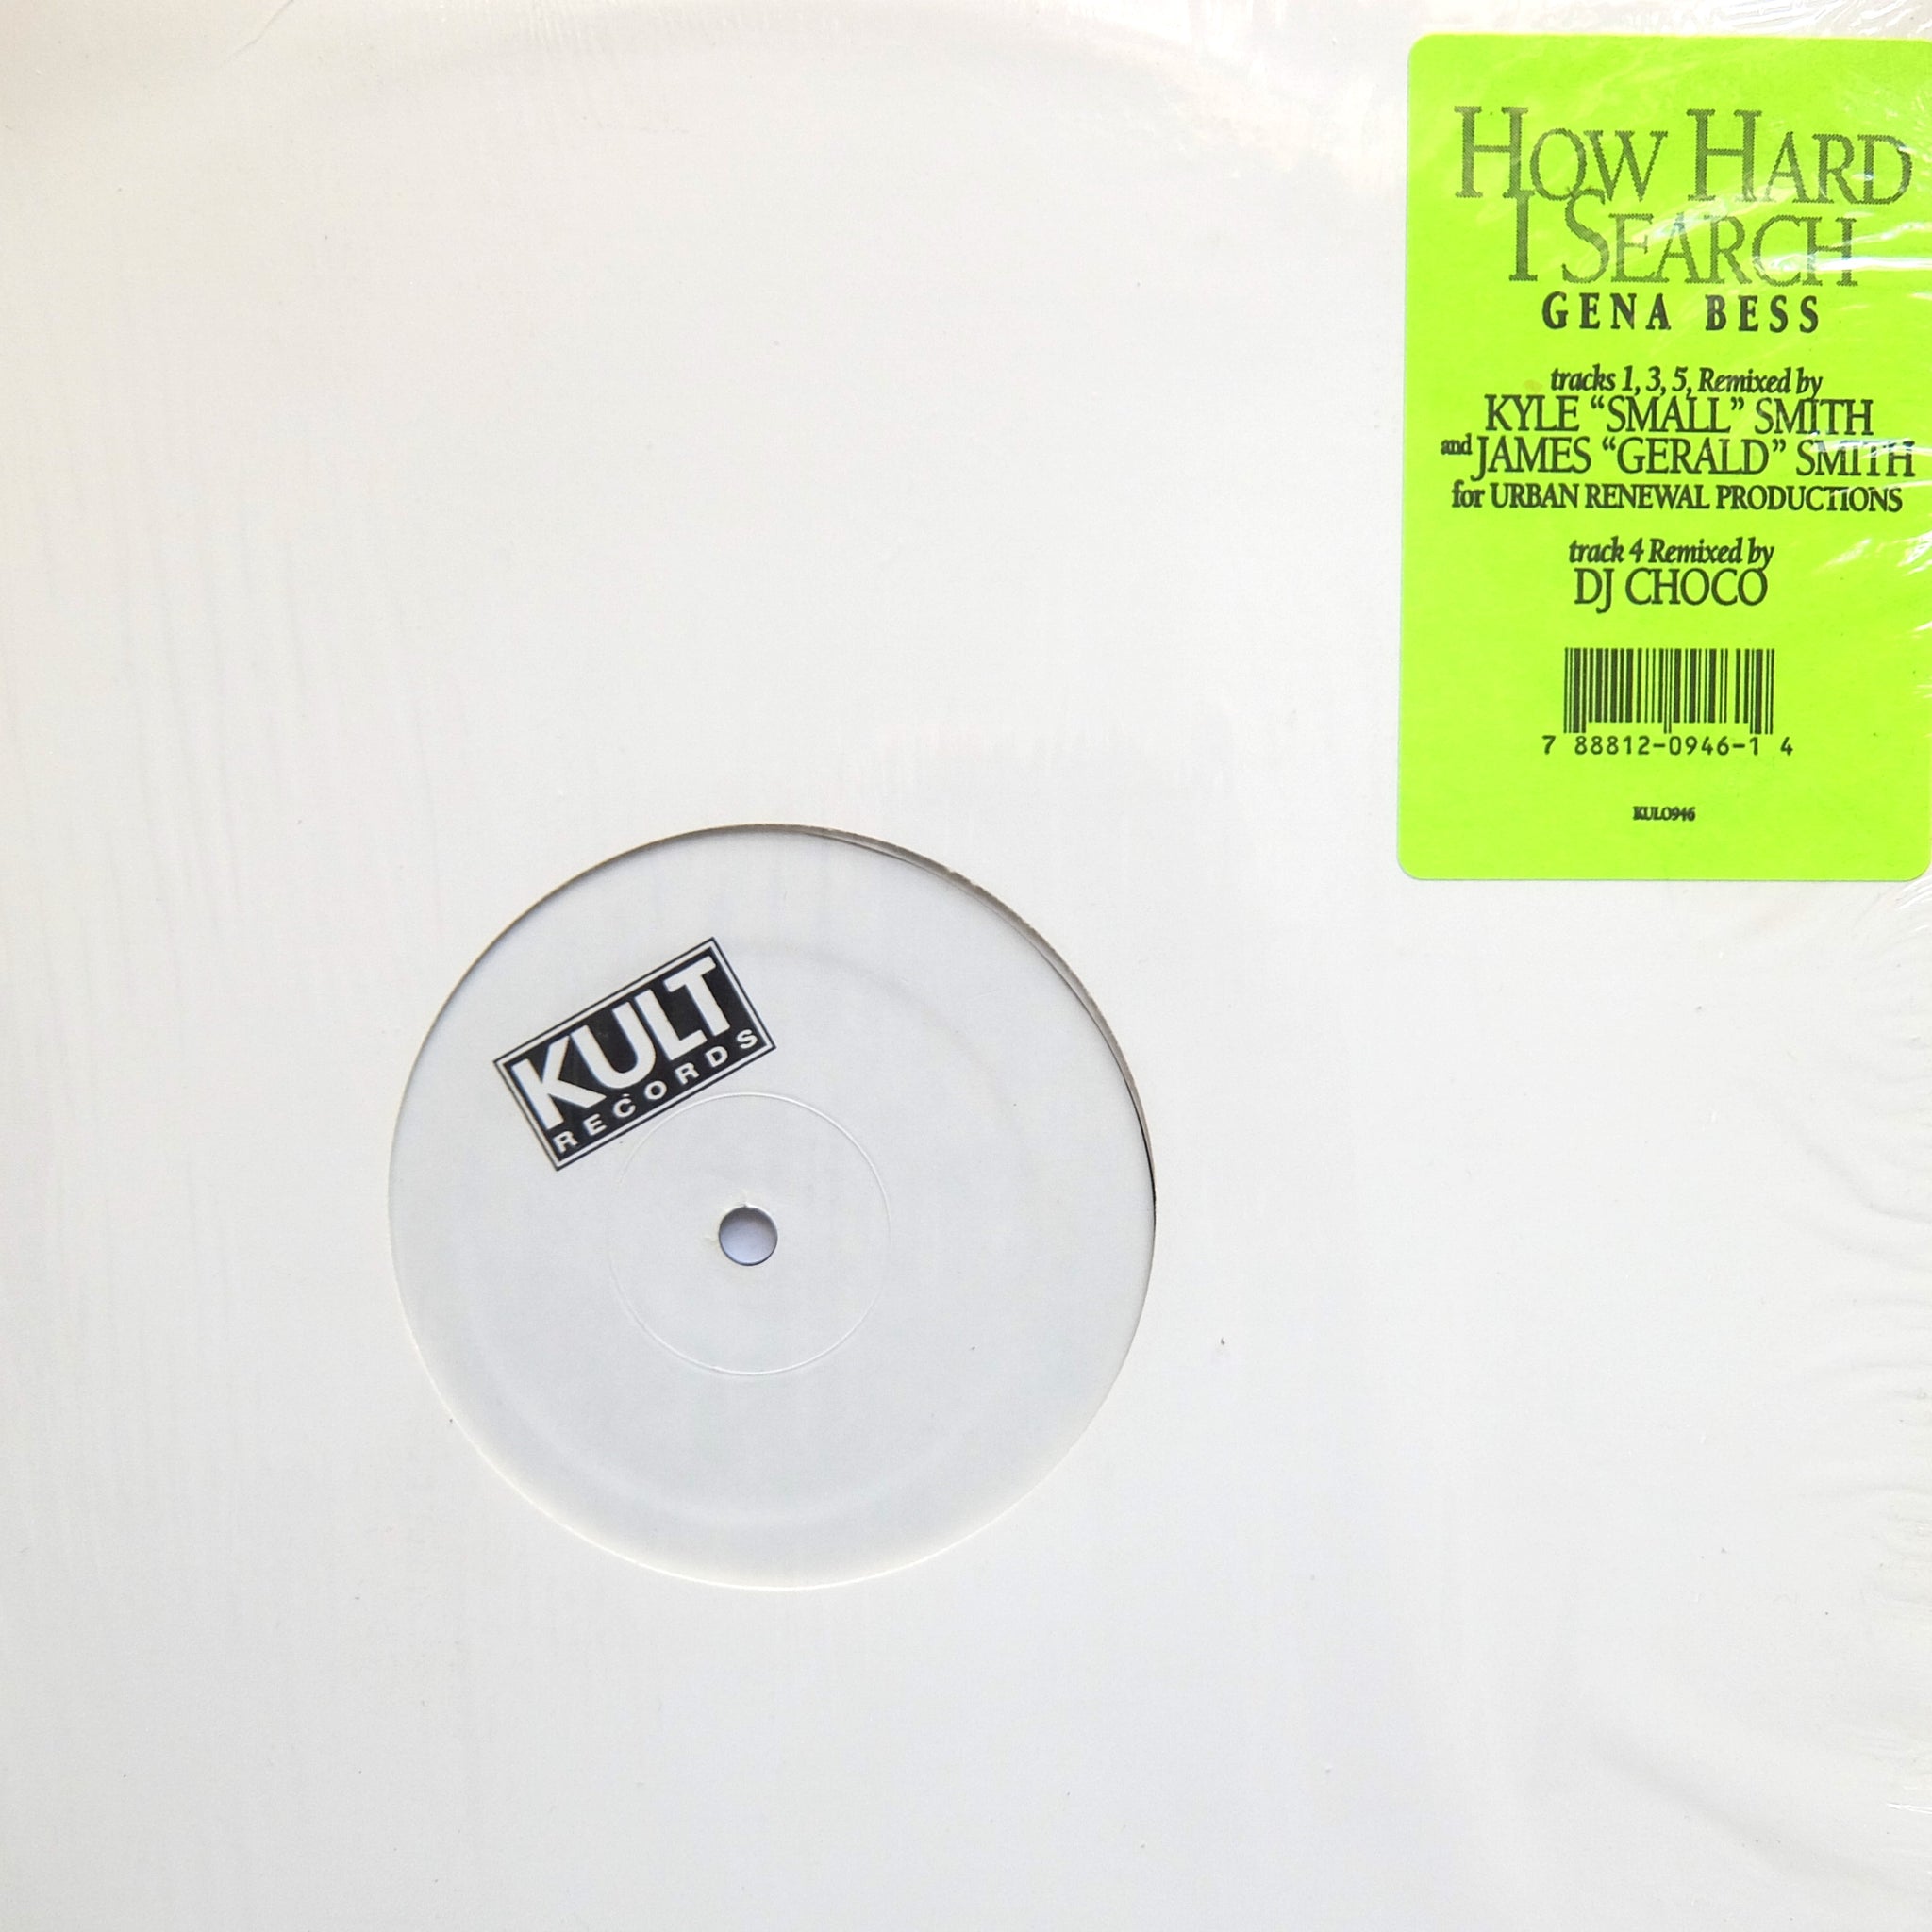 HOW HARD
I SEARCH
GENA BESS
tracks 1, 3, 5, Remixed by
KYLE “SMALL” SMITH
and JAMES “GERALD” SMITH
for URBAN RENEWAL PRODUCTIONS
track 4 Remixed by
DJ CHOCO
7 88812-0946-1 4
KUL0946
KULT
RECORDS